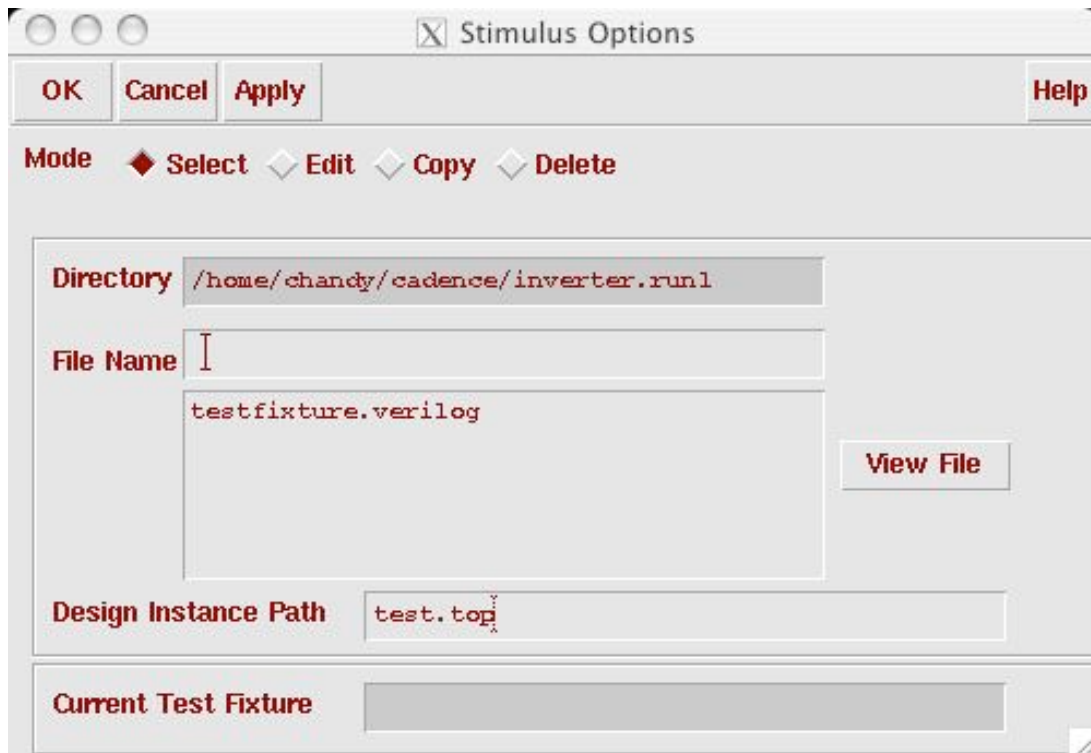 Stimulus Options
OK Cancel Apply Help
Mode Select Edit Copy Delete
Directory /home/chandy/cadence/inverter.run1
File Name
testfixture.verilog
View File
Design Instance Path test.top
Current Test Fixture